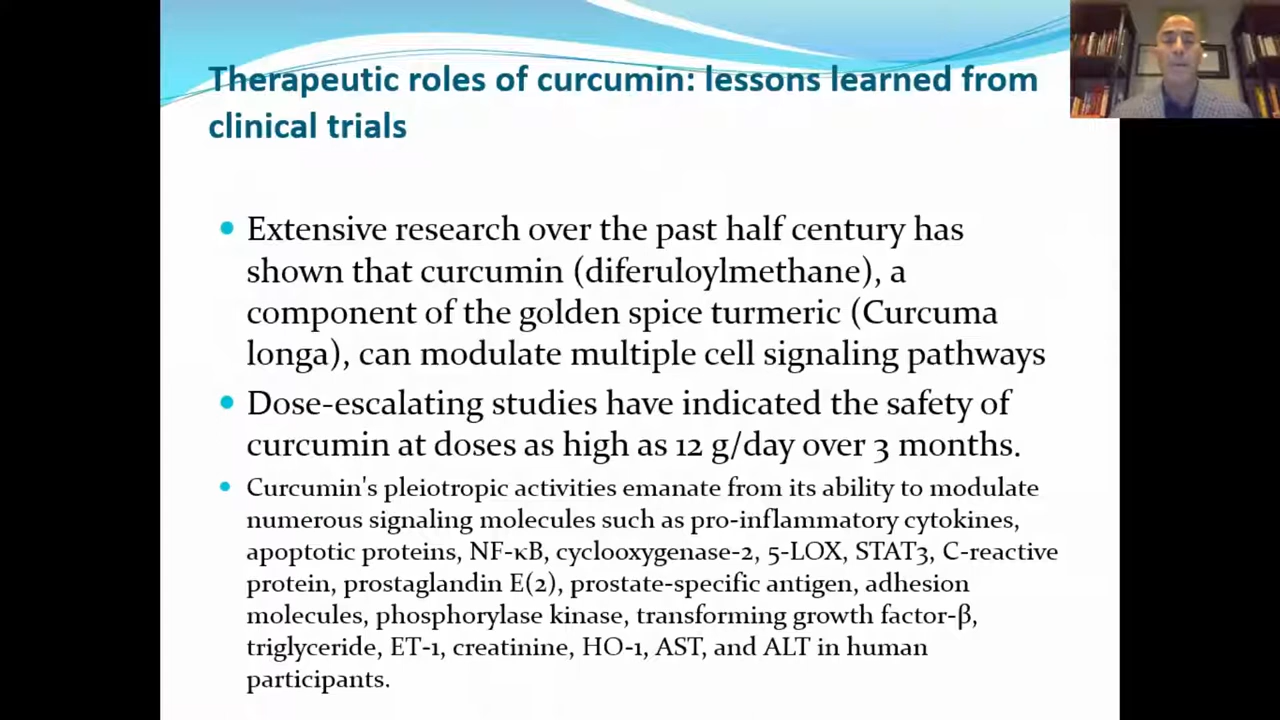 Therapeutic roles of curcumin: lessons learned from
clinical trials
Extensive research over the past half century has
shown that curcumin (diferuloylmethane), a
component of the golden spice turmeric (Curcuma
longa), can modulate multiple cell signaling pathways
Dose-escalating studies have indicated the safety of
curcumin at doses as high as 12 g/day over 3 months.
Curcumin's pleiotropic activities emanate from its ability to modulate
numerous signaling molecules such as pro-inflammatory cytokines,
apoptotic proteins, NF-κB, cyclooxygenase-2, 5-LOX, STAT3, C-reactive
protein, prostaglandin E(2), prostate-specific antigen, adhesion
molecules, phosphorylase kinase, transforming growth factor-β,
triglyceride, ET-1, creatinine, HO-1, AST, and ALT in human
participants.